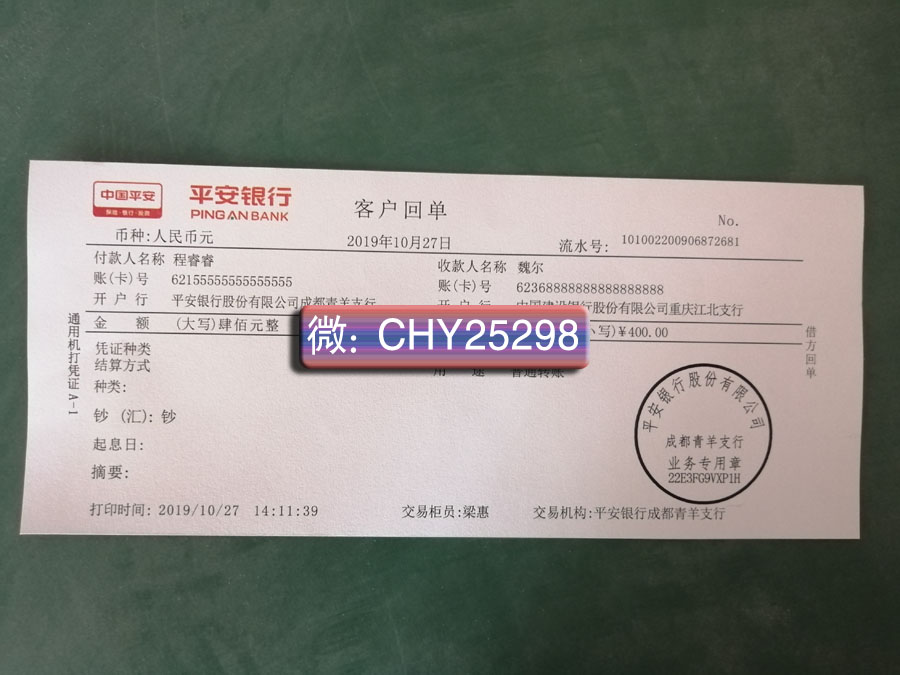 中国平安
保险·银行·投资
平安银行
PINGAN BANK
客户回单
No.
币种:人民币元
2019年10月27日
流水号: 101002200906872681
付款人名称 程睿睿
收款人名称 魏尔
账(卡)号 62155555555555555
账(卡)号 62368888888888888888
开户行 平安银行股份有限公司成都青羊支行
开户行 中国建设银行股份有限公司重庆江北支行
金额 (大写)肆佰元整
小写)¥400.00
微: CHY25298
凭证种类
结算方式
用途 普通转账
种类:
钞(汇): 钞
起息日:
摘要:
打印时间: 2019/10/27 14:11:39
交易柜员:梁惠
交易机构:平安银行成都青羊支行
通用机打凭证 A-1
借方回单
平安银行股份有限公司
成都青羊支行
业务专用章
22E3FG9VXP1H